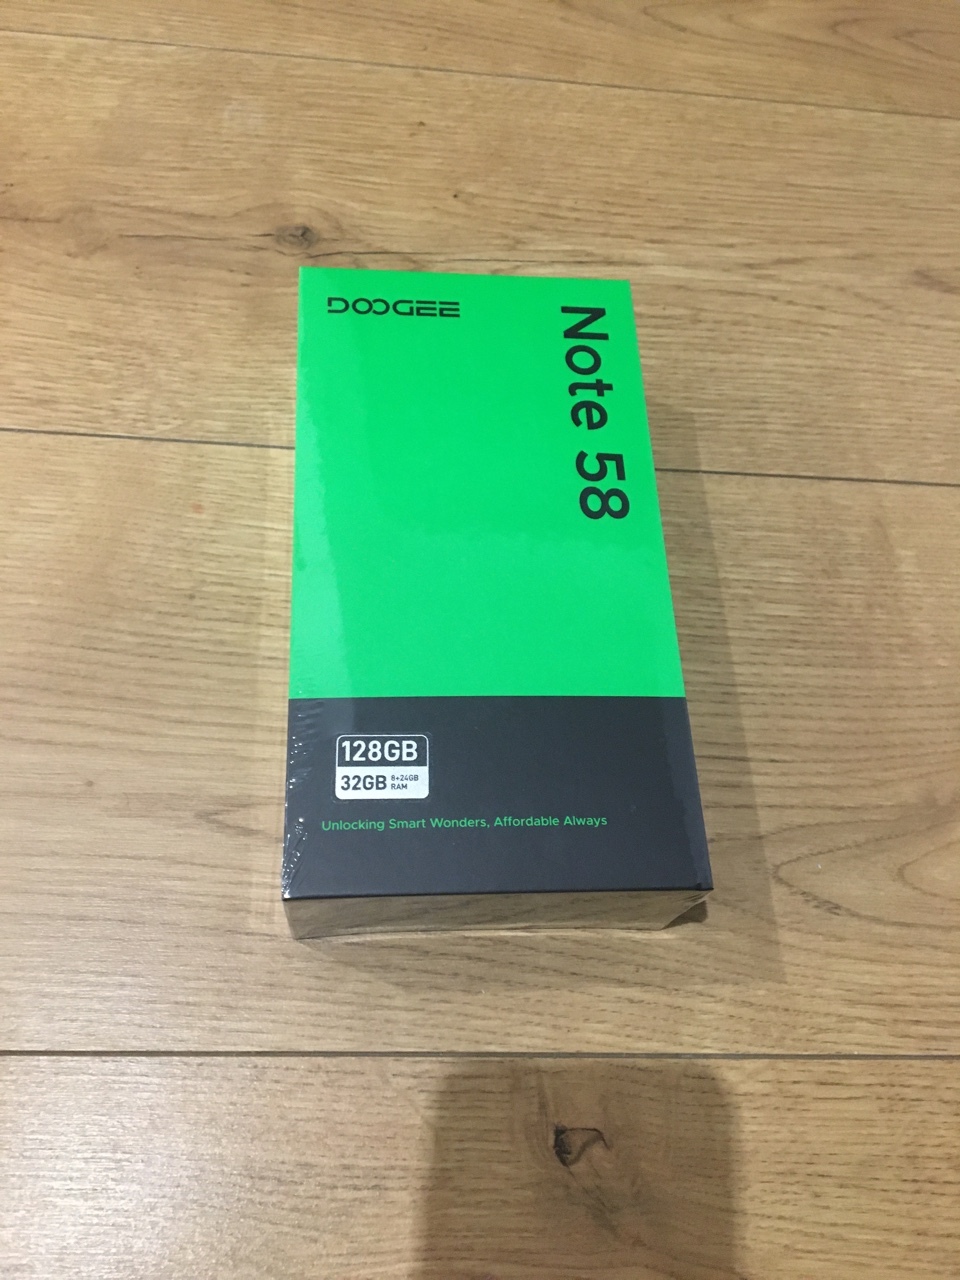 DOOGEE
Note 58
128GB
32GB 8+24GB
RAM
Unlocking Smart Wonders, Affordable Always